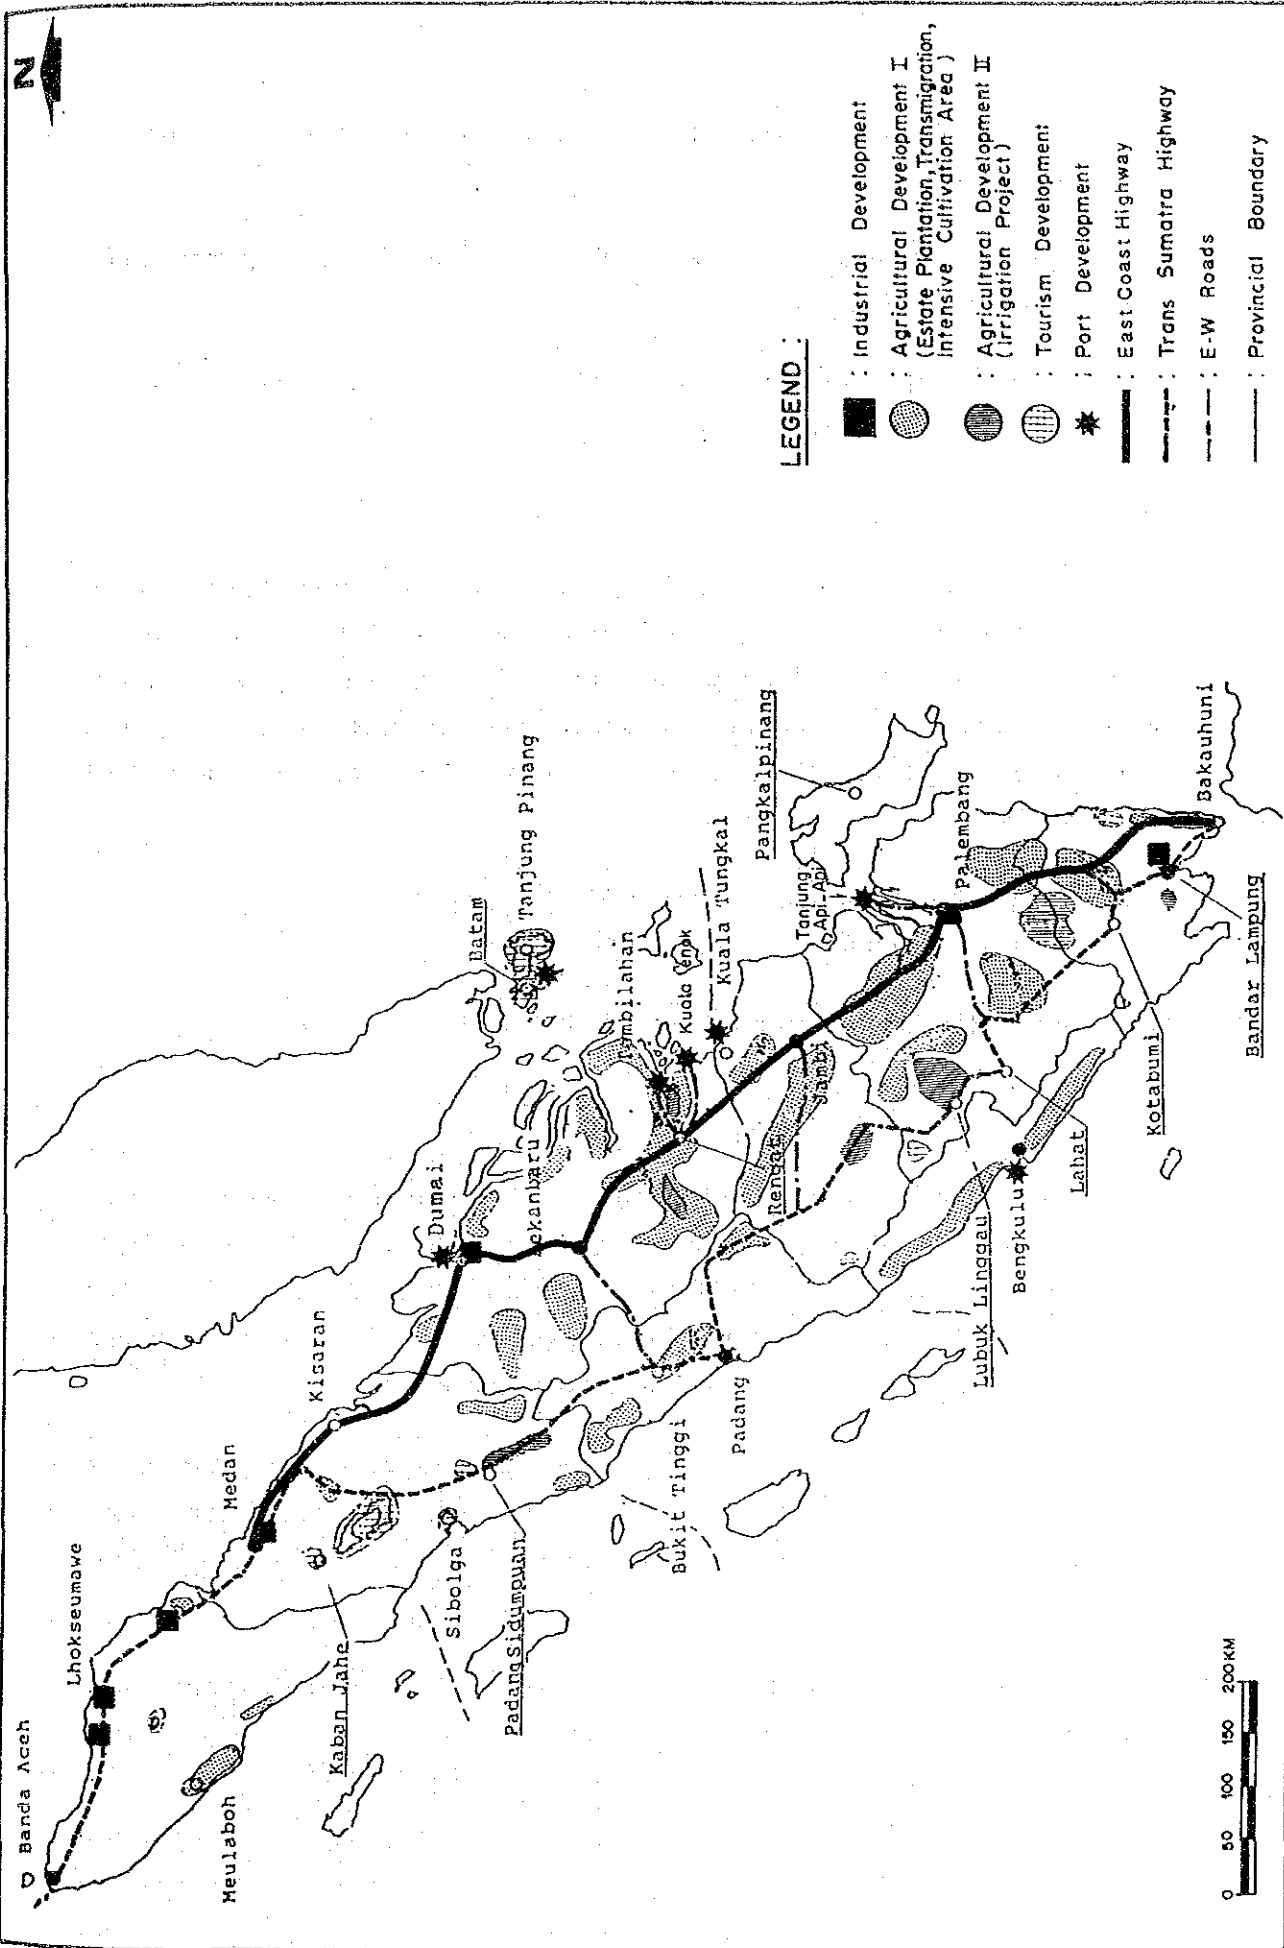 N
Banda Aceh
Lhokseumawe
Meulaboh
Medan
Kaban Jahe
Kisaran
Sibolga
Padang Sidumpuan
Dumai
Bukit Tinggi
Padang
Batam
Tanjung Pinang
Kuala Enok
Kuala Tungkal
Rengat
Jambi
Pangkalpinang
Tanjung
Api-Api
Palembang
Lubuk Linggau
Bengkulu
Lahat
Kotabumi
Bandar Lampung
Bakauhuni
LEGEND :
: Industrial Development
: Agricultural Development I
(Estate Plantation, Transmigration,
Intensive Cultivation Area )
: Agricultural Development II
( Irrigation Project )
: Tourism Development
: Port Development
: East Coast Highway
: Trans Sumatra Highway
: E-W Roads
: Provincial Boundary
0 50 100 150 200 KM